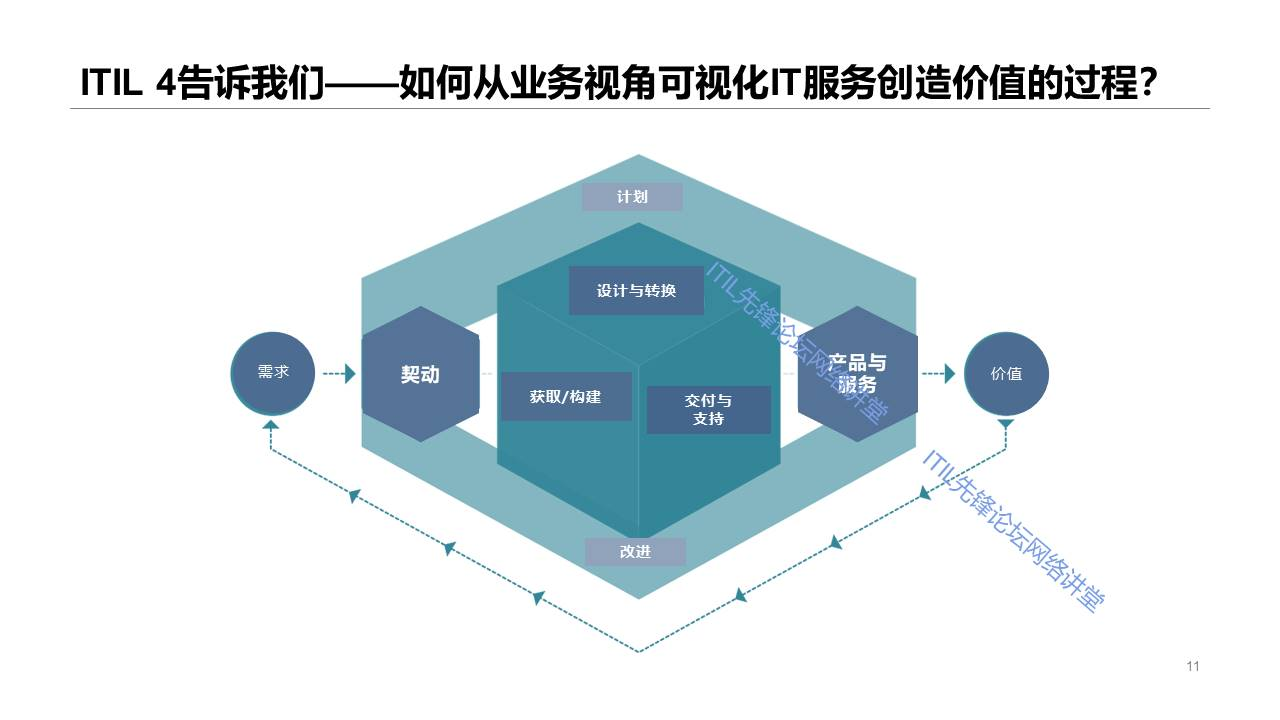 ITIL 4告诉我们——如何从业务视角可视化IT服务创造价值的过程?
计划
设计与转换
需求
契动
获取/构建
交付与
支持
产品与
服务
价值
改进
ITIL先锋论坛网络讲堂
ITIL先锋论坛网络讲堂
11